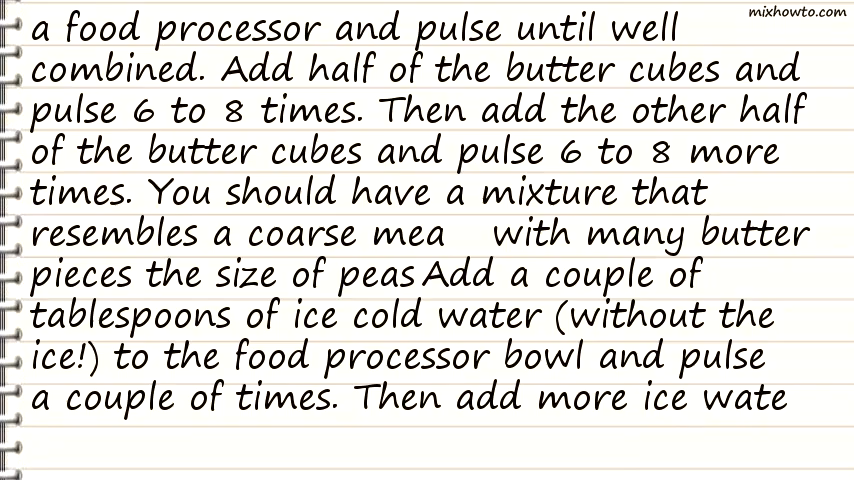 mixhowto.com
a food processor and pulse until well
combined. Add half of the butter cubes and
pulse 6 to 8 times. Then add the other half
of the butter cubes and pulse 6 to 8 more
times. You should have a mixture that
resembles a coarse mea with many butter
pieces the size of peas Add a couple of
tablespoons of ice cold water (without the
ice!) to the food processor bowl and pulse
a couple of times. Then add more ice wate